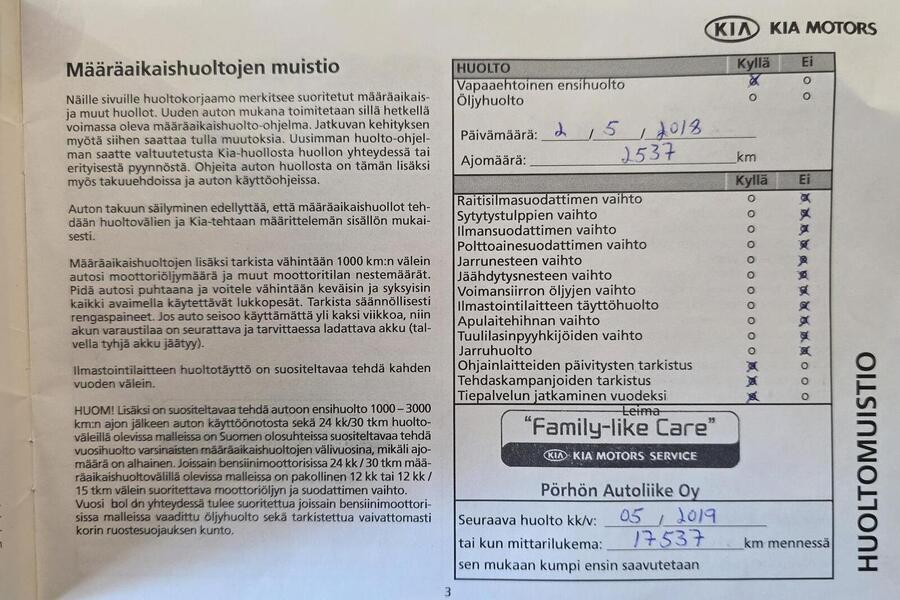 KIA KIA MOTORS
Määräaikaishuoltojen muistio
Näille sivuille huoltokorjaamo merkitsee suoritetut määräaikais-
ja muut huollot. Uuden auton mukana toimitetaan sillä hetkellä
voimassa oleva määräaikaishuolto-ohjelma. Jatkuvan kehityksen
myötä siihen saattaa tulla muutoksia. Uusimman huolto-ohjel-
man saatte valtuutetusta Kia-huollosta huollon yhteydessä tai
erityisestä pyynnöstä. Ohjeita auton huollosta on tämän lisäksi
myös takuuehdoissa ja auton käyttöohjeissa.
Auton takuun säilyminen edellyttää, että määräaikaishuollot teh-
dään huoltovälien ja Kia-tehtaan määrittelemän sisällön mukai-
sesti.
Määräaikaishuoltojen lisäksi tarkista vähintään 1000 km:n välein
autosi moottoriöljymäärä ja muut moottoritilan nestemäärät.
Pidä autosi puhtaana ja voitele vähintään keväisin ja syksyisin
kaikki avaimella käytettävät lukkopesät. Tarkista säännöllisesti
rengaspaineet. Jos auto seisoo käyttämättä yli kaksi viikkoa, niin
akun varaustilaa on seurattava ja tarvittaessa ladattava akku (tal-
vella tyhjä akku jäätyy).
Ilmastointilaitteen huoltotäyttö on suositeltavaa tehdä kahden
vuoden välein.
HUOM! Lisäksi on suositeltavaa tehdä autoon ensihuolto 1000 – 3000
km:n ajon jälkeen auton käyttöönotosta sekä 24 kk/30 tkm huolto-
väleillä olevissa malleissa on Suomen olosuhteissa suositeltavaa tehdä
vuosihuolto varsinaisten määräaikaishuoltojen välivuosina, mikäli ajo-
määrä on alhainen. Joissain bensiinimoottorisissa 24 kk / 30 tkm mää-
räaikaishuoltovälillä olevissa malleissa on pakollinen 12 kk tai 12 kk /
15 tkm välein suoritettava moottoriöljyn ja suodattimen vaihto.
Vuosihuollon yhteydessä tulee suoritettua joissain bensiinimoottori-
sissa malleissa vaadittu öljyhuolto sekä tarkistettua vaivattomasti
korin ruostesuojauksen kunto.
HUOLTO Kyllä Ei
Vapaaehtoinen ensihuolto
Öljyhuolto
Päivämäärä: 2 / 5 / 2018
Ajomäärä: 2537 km
Kyllä Ei
Raitisilmasuodattimen vaihto
Sytytystulppien vaihto
Ilmansuodattimen vaihto
Polttoainesuodattimen vaihto
Jarrunesteen vaihto
Jäähdytysnesteen vaihto
Voimansiirron öljyjen vaihto
Ilmastointilaitteen täyttöhuolto
Apulaitehihnan vaihto
Tuulilasinpyyhkijöiden vaihto
Jarruhuolto
Ohjainlaitteiden päivitysten tarkistus
Tehdaskampanjoiden tarkistus
Tiepalvelun jatkaminen vuodeksi
Leima
“Family-like Care”
KIA KIA MOTORS SERVICE
Pörhön Autoliike Oy
Seuraava huolto kk/v: 05 / 2019
tai kun mittarilukema: 17537 km mennessä
sen mukaan kumpi ensin saavutetaan
HUOLTOMUISTIO
3